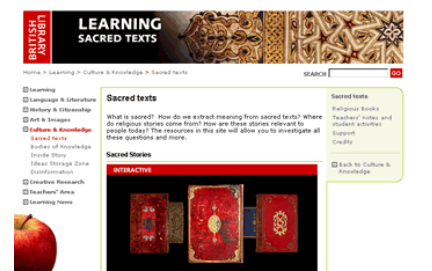 BRITISH
LIBRARY
LEARNING
SACRED TEXTS
Home > Learning > Culture & Knowledge > Sacred texts
SEARCH
GO
Learning
Language & Literature
History & Citizenship
Art & Images
Culture & Knowledge
Sacred texts
Bodies of Knowledge
Inside Story
Ideas Storage Zone
Disinformation
Creative Research
Teachers' Area
Learning News
Sacred texts
What is sacred? How do we extract meaning from sacred texts? Where
do religious stories come from? How are these stories relevant to
people today? The resources in this site will allow you to investigate all
these questions and more.
Sacred Stories
INTERACTIVE
Sacred texts
Religious Books
Teachers' notes and
student activities
Support
Credits
Back to Culture &
Knowledge